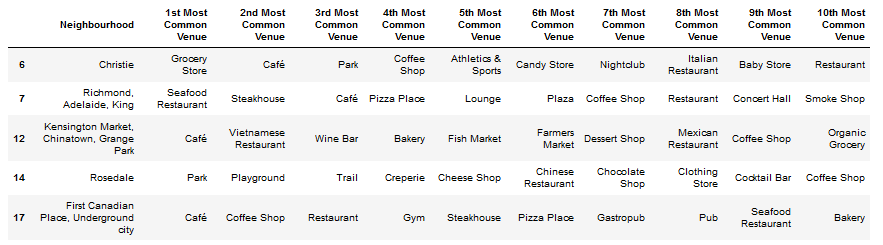 Neighbourhood 1st Most Common Venue 2nd Most Common Venue 3rd Most Common Venue 4th Most Common Venue 5th Most Common Venue 6th Most Common Venue 7th Most Common Venue 8th Most Common Venue 9th Most Common Venue 10th Most Common Venue
6 Christie Grocery Store Café Park Coffee Shop Athletics & Sports Candy Store Nightclub Italian Restaurant Baby Store Restaurant
7 Richmond, Adelaide, King Seafood Restaurant Steakhouse Café Pizza Place Lounge Plaza Coffee Shop Restaurant Concert Hall Smoke Shop
12 Kensington Market, Chinatown, Grange Park Café Vietnamese Restaurant Wine Bar Bakery Fish Market Farmers Market Dessert Shop Mexican Restaurant Coffee Shop Organic Grocery
14 Rosedale Park Playground Trail Creperie Cheese Shop Chinese Restaurant Chocolate Shop Clothing Store Cocktail Bar Coffee Shop
17 First Canadian Place, Underground city Café Coffee Shop Restaurant Gym Steakhouse Pizza Place Gastropub Pub Seafood Restaurant Bakery